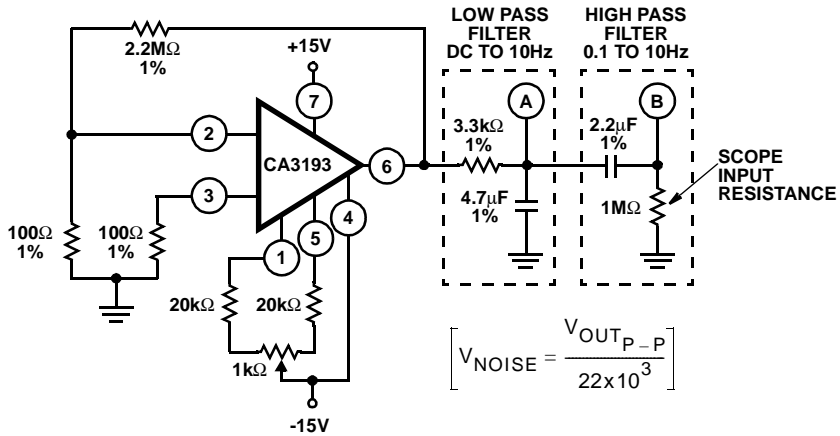 LOW PASS
FILTER
DC TO 10Hz
HIGH PASS
FILTER
0.1 TO 10Hz
2.2MΩ
1%
+15V
7
A
B
2
3.3kΩ
1%
2.2μF
1%
CA3193
6
SCOPE
INPUT
RESISTANCE
3
4
4.7μF
1%
1MΩ
100Ω
1%
100Ω
1%
5
1
20kΩ
20kΩ
1kΩ
-15V
[V_NOISE = V_OUT_P–P / 22x10^3]